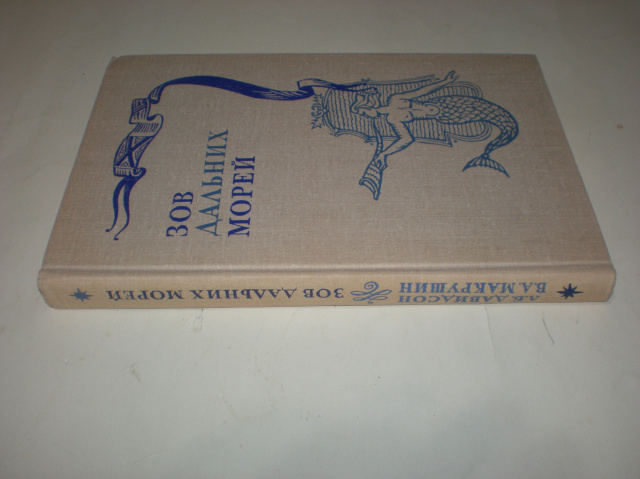 ЗОВ
ДАЛЬНИХ
МОРЕЙ
А.Б. ДАВИДСОН
В.А. МАКРУШИН
ЗОВ ДАЛЬНИХ МОРЕЙ